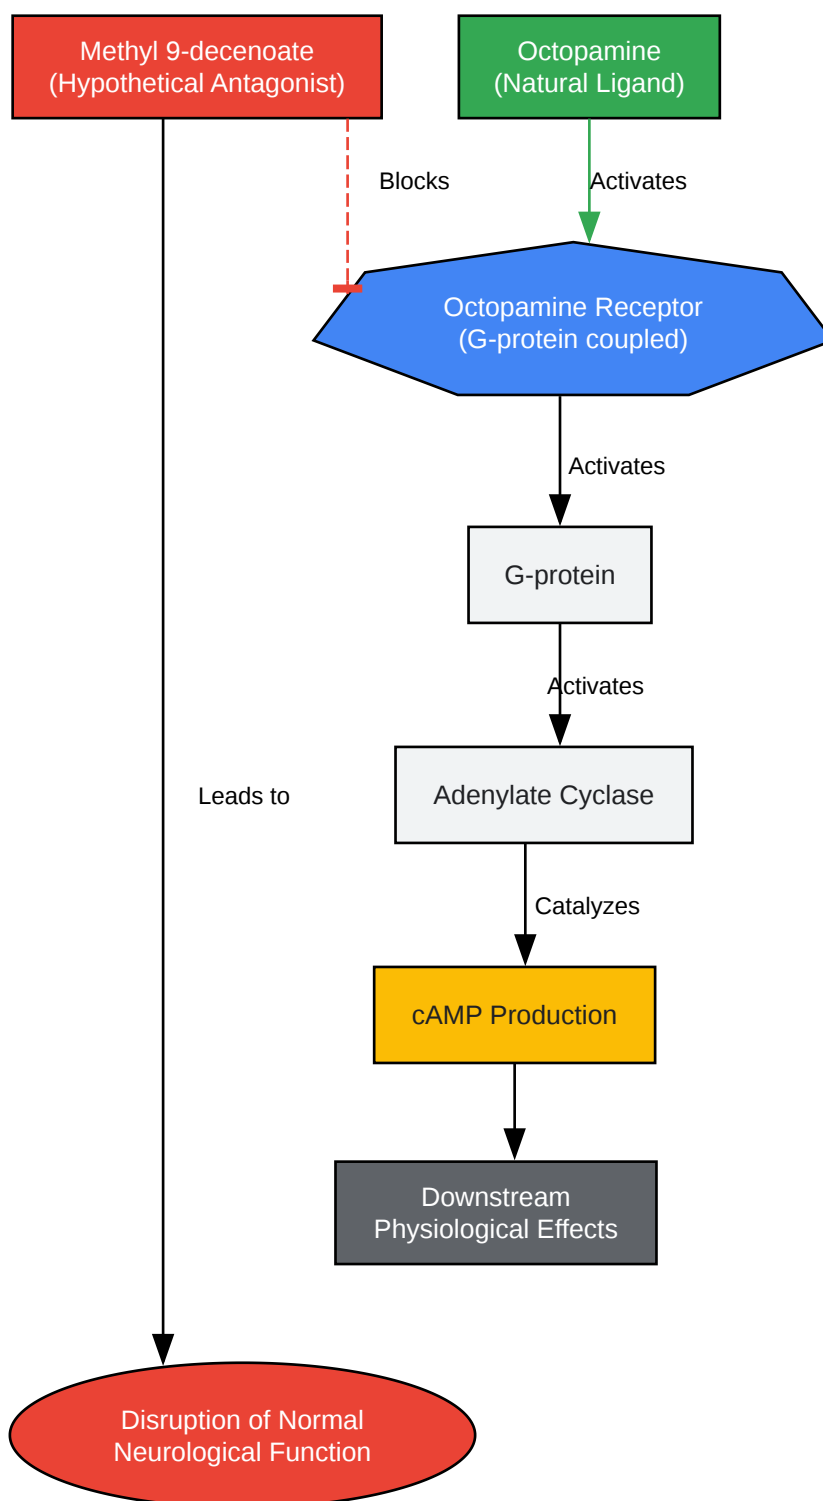 Methyl 9-decenoate
(Hypothetical Antagonist)
Octopamine
(Natural Ligand)
Blocks
Activates
Octopamine Receptor
(G-protein coupled)
Activates
G-protein
Activates
Adenylate Cyclase
Leads to
Catalyzes
cAMP Production
Downstream
Physiological Effects
Disruption of Normal
Neurological Function